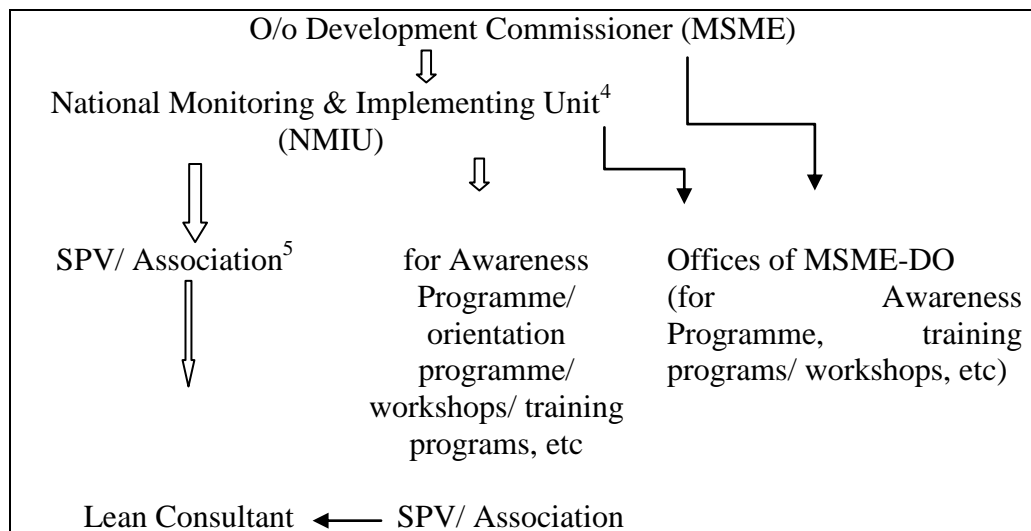 O/o Development Commissioner (MSME)
National Monitoring & Implementing Unit4
(NMIU)
SPV/ Association5
for Awareness
Programme/
orientation
programme/
workshops/ training
programs, etc
Offices of MSME-DO
(for Awareness
Programme, training
programs/ workshops, etc)
Lean Consultant
SPV/ Association